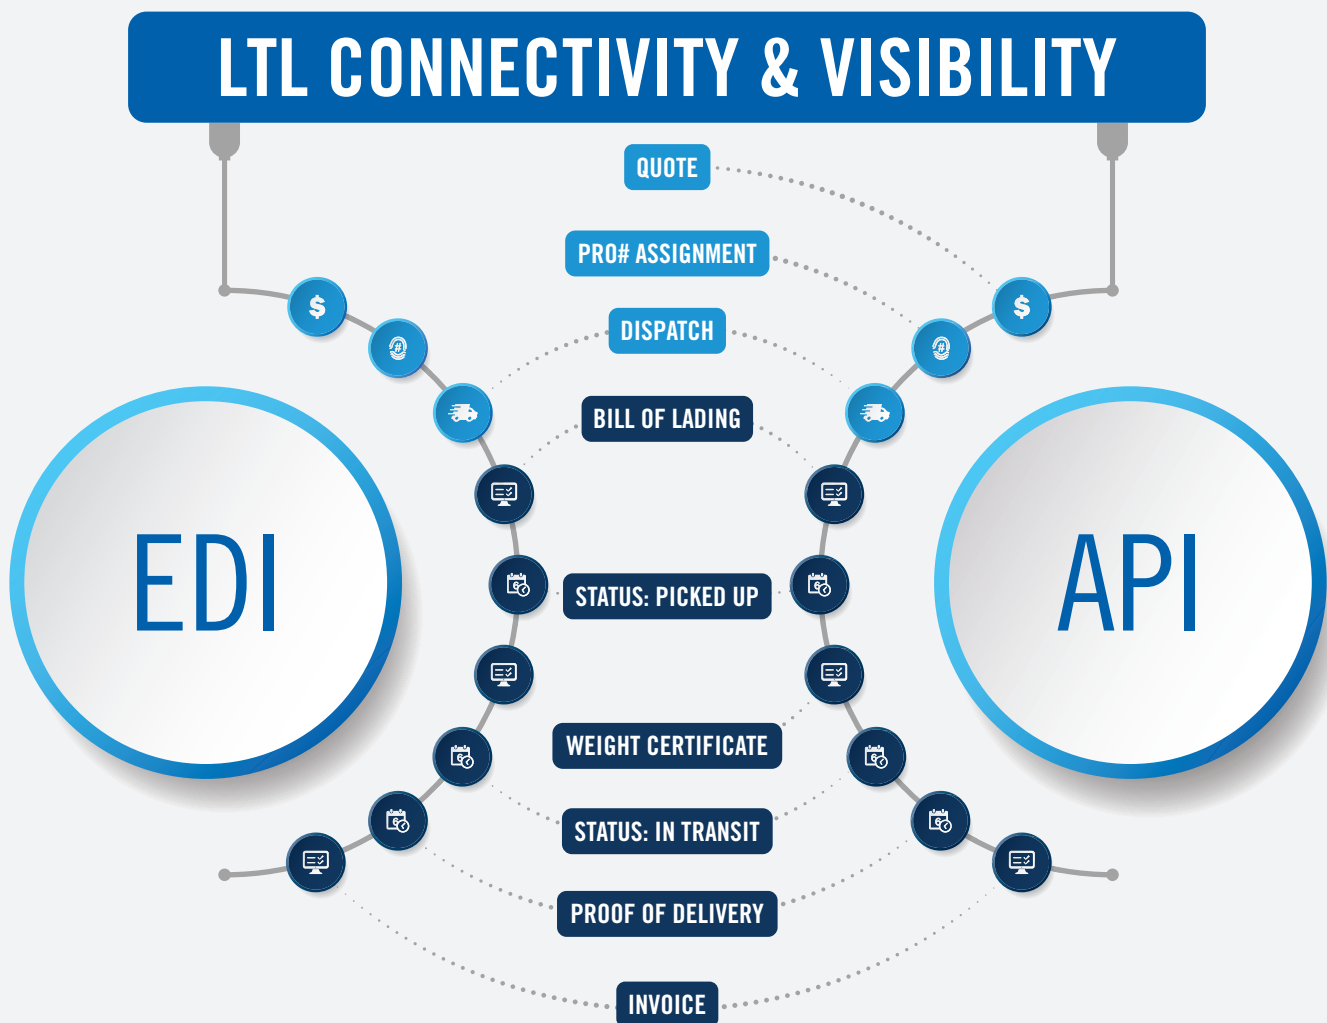 LTL CONNECTIVITY & VISIBILITY
QUOTE
PRO# ASSIGNMENT
DISPATCH
BILL OF LADING
EDI
API
STATUS: PICKED UP
WEIGHT CERTIFICATE
STATUS: IN TRANSIT
PROOF OF DELIVERY
INVOICE